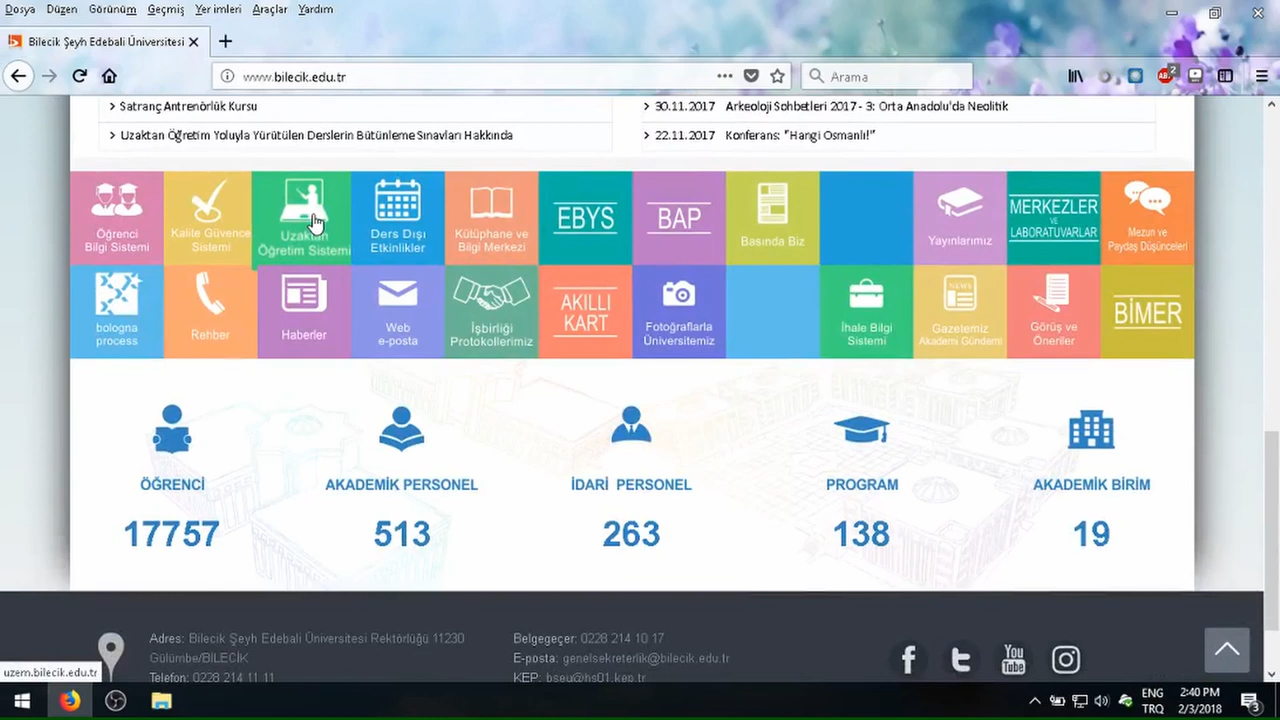 Dosya Düzen Görünüm Geçmiş Yer imleri Araçlar Yardım
Bilecik Şeyh Edebali Üniversitesi
www.bilecik.edu.tr
Arama
2
> Satranç Antrenörlük Kursu
> 30.11.2017 Arkeoloji Sohbetleri 2017 - 3: Orta Anadolu'da Neolitik
> Uzaktan Öğretim Yoluyla Yürütülen Derslerin Bütünleme Sınavları Hakkında
> 22.11.2017 Konferans: "Hangi Osmanlı!"
Öğrenci
Bilgi Sistemi
Kalite Güvence
Sistemi
Uzaktan
Öğretim Sistemi
Ders Dışı
Etkinlikler
Kütüphane ve
Bilgi Merkezi
EBYS
BAP
Basında Biz
Yayınlarımız
MERKEZLER
VE
LABORATUVARLAR
Mezun ve
Paydaş Düşünceleri
bologna
process
Rehber
Haberler
Web
e-posta
İşbirliği
Protokollerimiz
AKILLI
KART
Fotoğraflarla
Üniversitemiz
İhale Bilgi
Sistemi
NEWS
Gazetemiz
Akademi Gündemi
Görüş ve
Öneriler
BİMER
ÖĞRENCİ
17757
AKADEMİK PERSONEL
513
İDARİ PERSONEL
263
PROGRAM
138
AKADEMİK BİRİM
19
Adres: Bilecik Şeyh Edebali Üniversitesi Rektörlüğü 11230
Gülümbe/BİLECİK
Telefon: 0228 214 11 11
Belgegeçer: 0228 214 10 17
E-posta: genelsekreterlik@bilecik.edu.tr
KEP: bseu@hs01.kep.tr
You
Tube
uzem.bilecik.edu.tr
ENG
TRQ
2:40 PM
2/3/2018
3